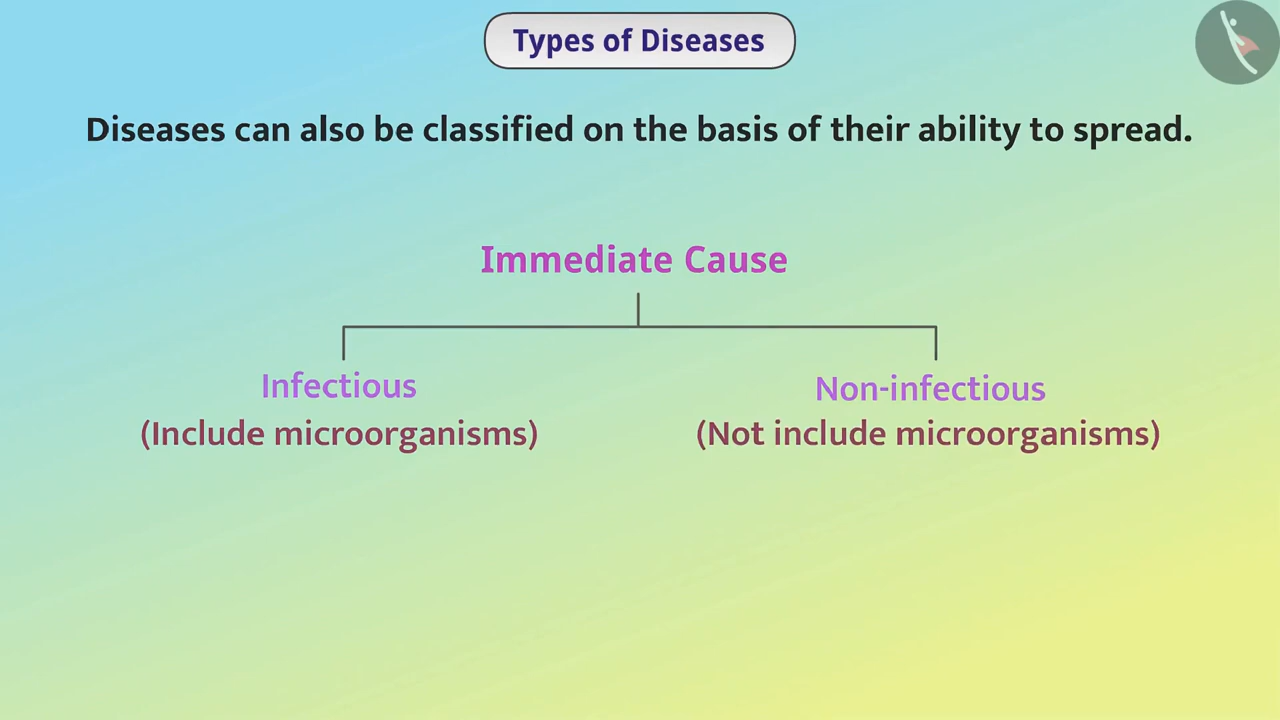 Types of Diseases
Diseases can also be classified on the basis of their ability to spread.
Immediate Cause
Infectious
(Include microorganisms)
Non-infectious
(Not include microorganisms)